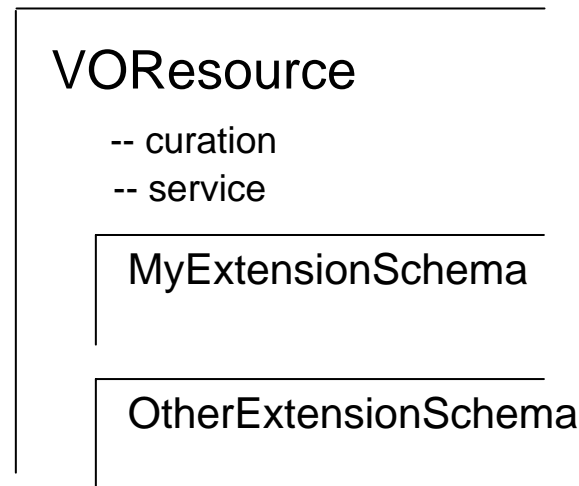 VOResource
-- curation
-- service
MyExtensionSchema
OtherExtensionSchema